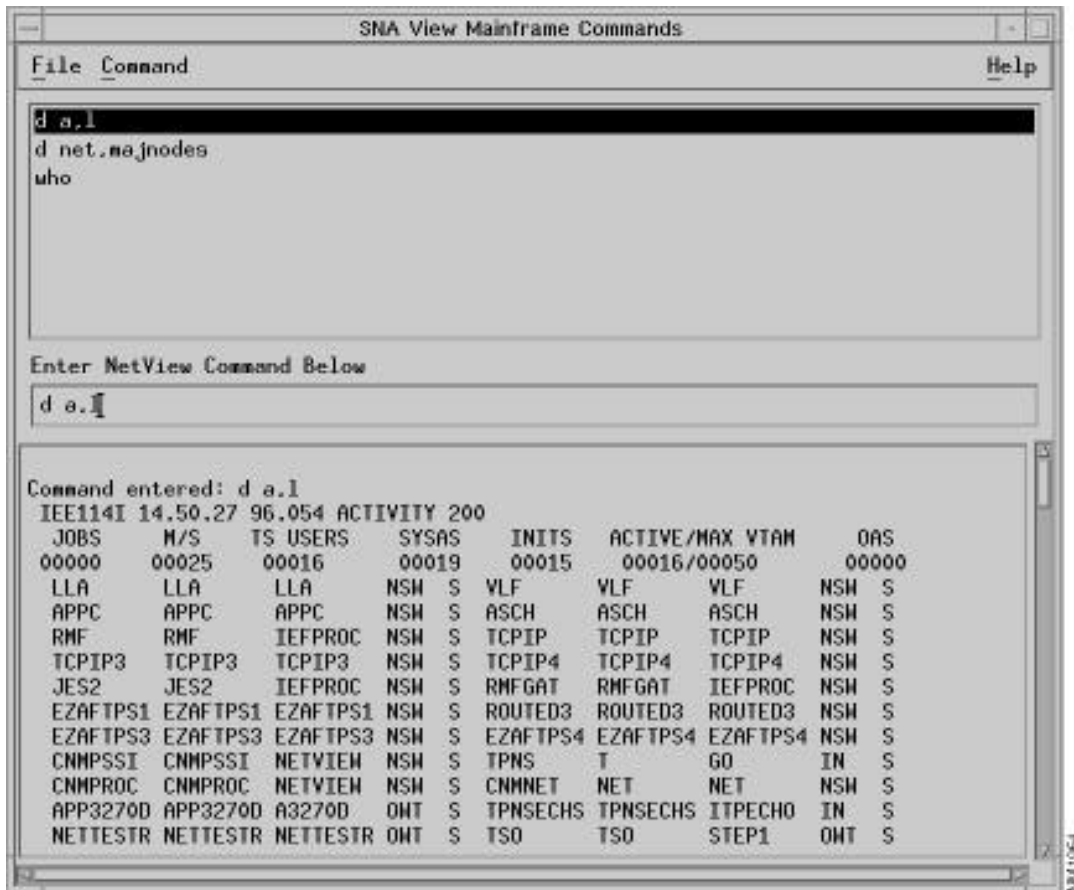 SNA View Mainframe Commands
File Command Help
d a,l
d net,majnodes
who
Enter NetView Command Below
d a,l
Command entered: d a,l
IEE114I 14.50.27 96.054 ACTIVITY 200
JOBS M/S TS USERS SYSAS INITS ACTIVE/MAX VTAM OAS
00000 00025 00016 00019 00015 00016/00050 00000
LLA LLA LLA NSW S VLF VLF VLF NSW S
APPC APPC APPC NSW S ASCH ASCH ASCH NSW S
RMF RMF IEFPROC NSW S TCPIP TCPIP TCPIP NSW S
TCPIP3 TCPIP3 TCPIP3 NSW S TCPIP4 TCPIP4 TCPIP4 NSW S
JES2 JES2 IEFPROC NSW S RMFGAT RMFGAT IEFPROC NSW S
EZAFTPS1 EZAFTPS1 EZAFTPS1 NSW S ROUTED3 ROUTED3 ROUTED3 NSW S
EZAFTPS3 EZAFTPS3 EZAFTPS3 NSW S EZAFTPS4 EZAFTPS4 EZAFTPS4 NSW S
CNMPSSI CNMPSSI NETVIEW NSW S TPNS T GO IN S
CNMPROC CNMPROC NETVIEW NSW S CNMNET NET NET NSW S
APP3270D APP3270D A3270D OWT S TPNSECHS TPNSECHS ITPECHO IN S
NETTESTR NETTESTR NETTESTR OWT S TSO TSO STEP1 OWT S